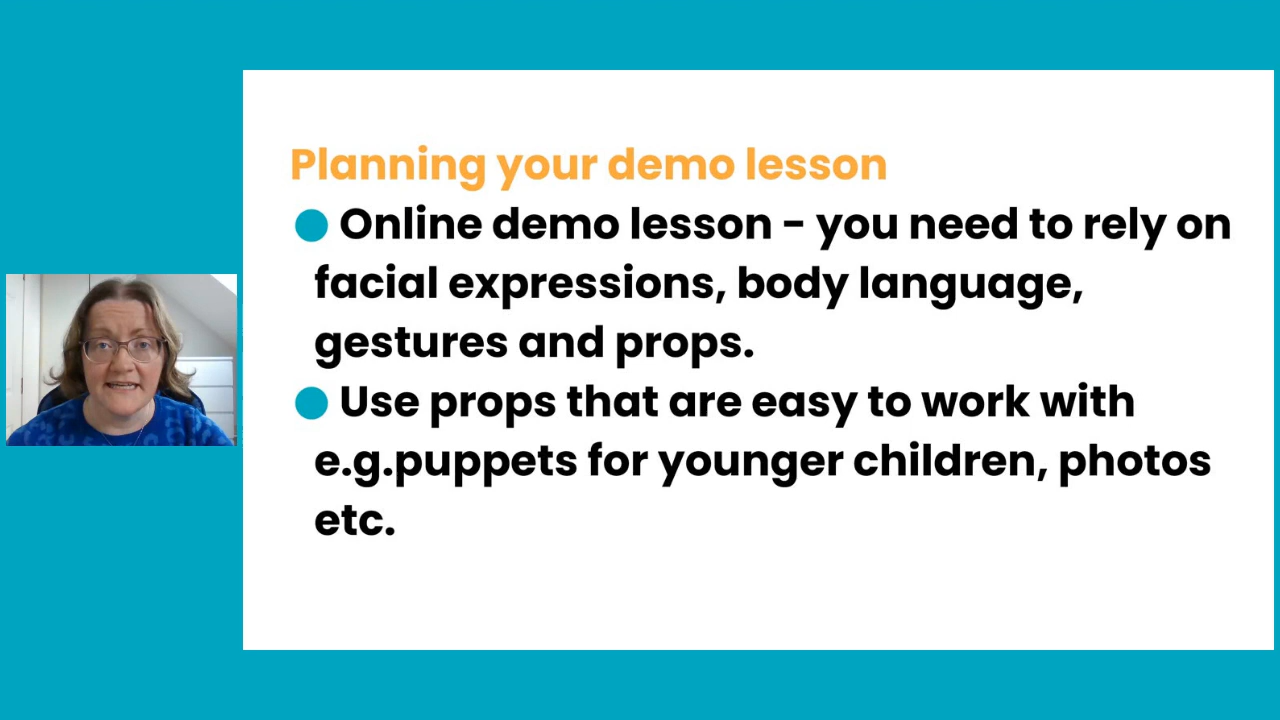 Planning your demo lesson
● Online demo lesson - you need to rely on
facial expressions, body language,
gestures and props.
● Use props that are easy to work with
e.g.puppets for younger children, photos
etc.